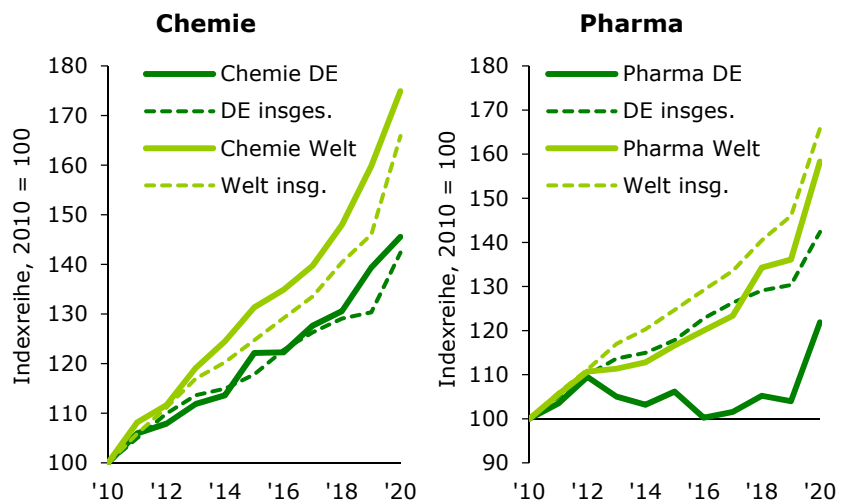 Chemie
Indexreihe, 2010 = 100
180
170
160
150
140
130
120
110
100
Chemie DE
DE insges.
Chemie Welt
Welt insg.
'10 '12 '14 '16 '18 '20
Pharma
Indexreihe, 2010 = 100
180
170
160
150
140
130
120
110
100
90
Pharma DE
DE insges.
Pharma Welt
Welt insg.
'10 '12 '14 '16 '18 '20